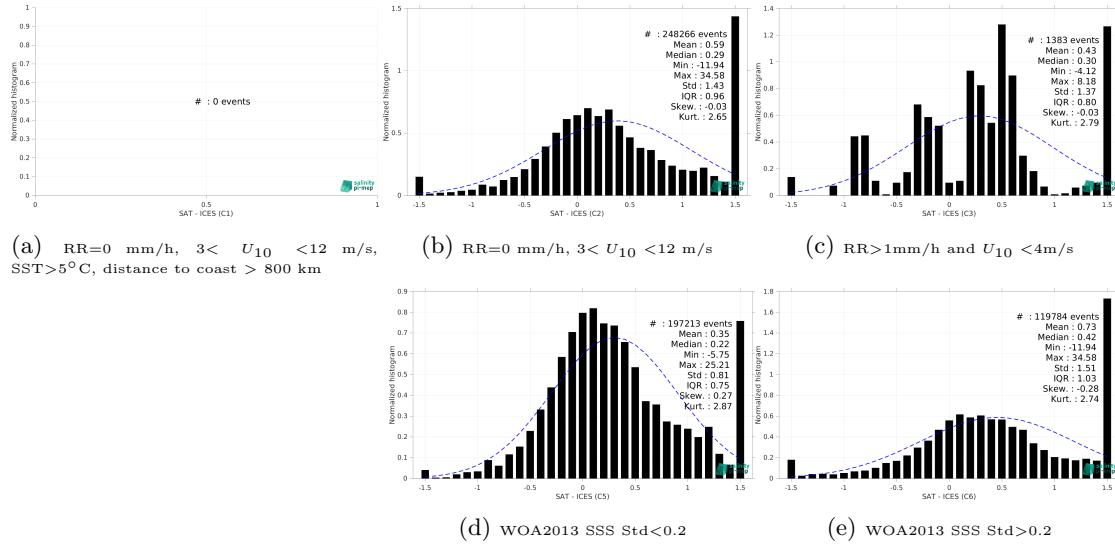 1
0.9
0.8
0.7
0.6
0.5
0.4
0.3
0.2
0.1
0
Normalized histogram
# : 0 events
salinity
pi-mep
0 0.5 1
SAT - ICES (C1)
2
1.5
1
0.5
0
Normalized histogram
# : 248266 events
Mean : 0.59
Median : 0.29
Min : -11.94
Max : 34.58
Std : 1.43
IQR : 0.96
Skew. : -0.03
Kurt. : 2.65
-1.5 -1 -0.5 0 0.5 1 1.5
SAT - ICES (C2)
1.4
1.2
1
0.8
0.6
0.4
0.2
0
Normalized histogram
# : 1383 events
Mean : 0.43
Median : 0.30
Min : -4.12
Max : 8.18
Std : 1.37
IQR : 0.80
Skew. : -0.03
Kurt. : 2.79
-1.5 -1 -0.5 0 0.5 1 1.5
SAT - ICES (C3)
(a) RR=0 mm/h, 3< U10 <12 m/s,
SST>5°C, distance to coast > 800 km
(b) RR=0 mm/h, 3< U10 <12 m/s
(c) RR>1mm/h and U10 <4m/s
0.9
0.8
0.7
0.6
0.5
0.4
0.3
0.2
0.1
0
Normalized histogram
# : 197213 events
Mean : 0.35
Median : 0.22
Min : -5.75
Max : 25.21
Std : 0.81
IQR : 0.75
Skew. : 0.27
Kurt. : 2.87
-1.5 -1 -0.5 0 0.5 1 1.5
SAT - ICES (C5)
1.8
1.6
1.4
1.2
1
0.8
0.6
0.4
0.2
0
Normalized histogram
# : 119784 events
Mean : 0.73
Median : 0.42
Min : -11.94
Max : 34.58
Std : 1.51
IQR : 1.03
Skew. : -0.28
Kurt. : 2.74
-1.5 -1 -0.5 0 0.5 1 1.5
SAT - ICES (C6)
(d) WOA2013 SSS Std<0.2
(e) WOA2013 SSS Std>0.2